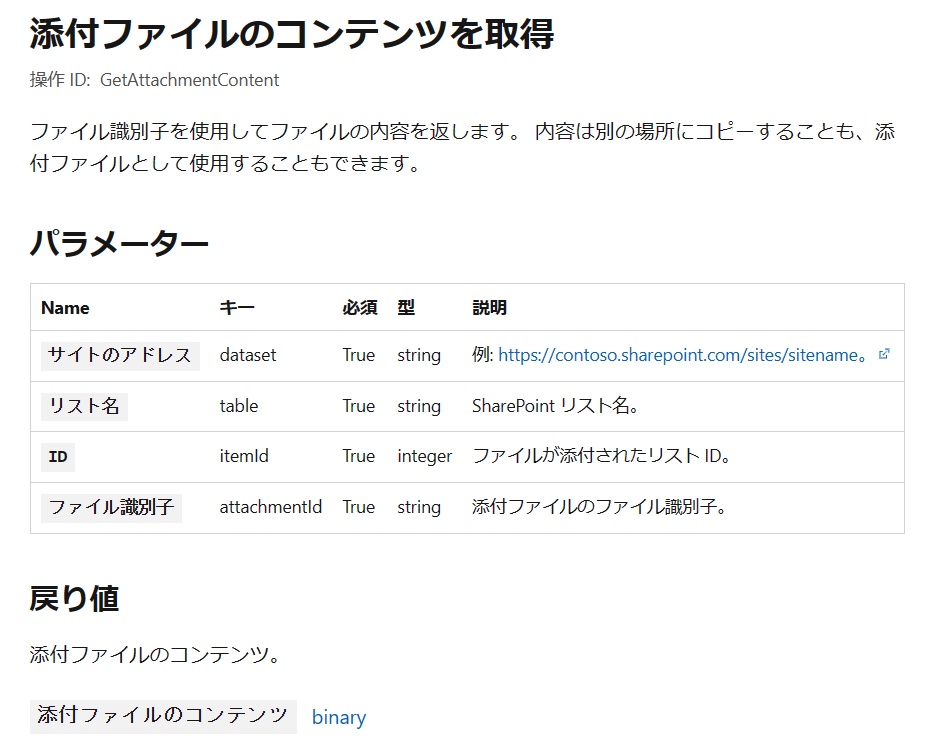 添付ファイルのコンテンツを取得
操作 ID: GetAttachmentContent
ファイル識別子を使用してファイルの内容を返します。 内容は別の場所にコピーすることも、添
付ファイルとして使用することもできます。
パラメーター
Name キー 必須 型 説明
サイトのアドレス dataset True string 例: https://contoso.sharepoint.com/sites/sitename。
リスト名 table True string SharePoint リスト名。
ID itemId True integer ファイルが添付されたリスト ID。
ファイル識別子 attachmentId True string 添付ファイルのファイル識別子。
戻り値
添付ファイルのコンテンツ。
添付ファイルのコンテンツ binary